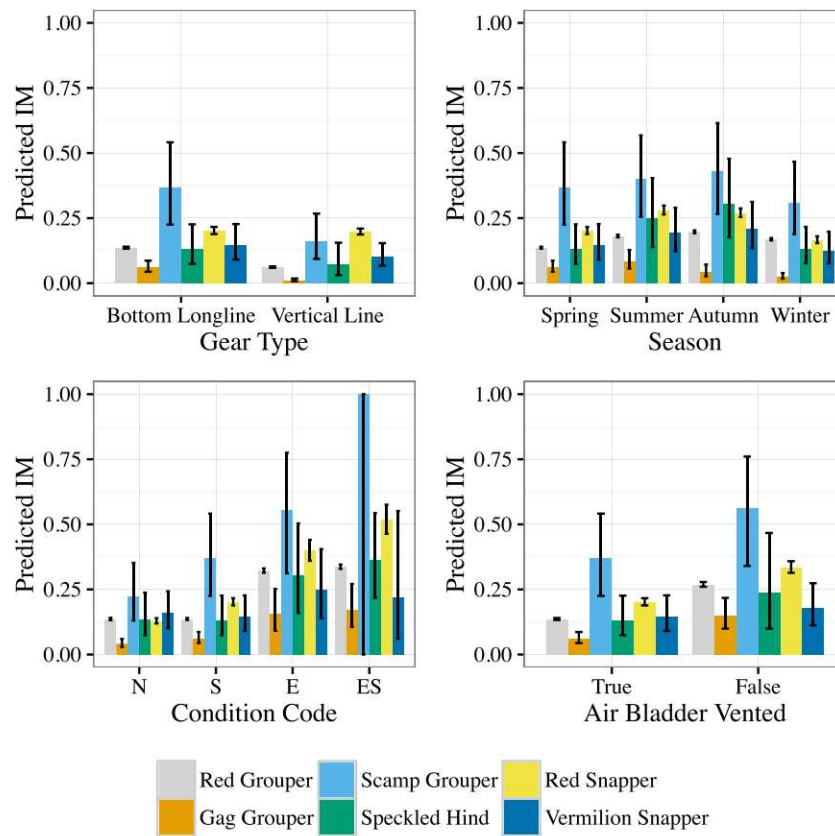 1.00
0.75
0.50
0.25
0.00
Predicted IM
Bottom Longline Vertical Line
Gear Type
1.00
0.75
0.50
0.25
0.00
Predicted IM
Spring Summer Autumn Winter
Season
1.00
0.75
0.50
0.25
0.00
Predicted IM
N S E ES
Condition Code
1.00
0.75
0.50
0.25
0.00
Predicted IM
True False
Air Bladder Vented
Red Grouper Scamp Grouper Red Snapper
Gag Grouper Speckled Hind Vermilion Snapper